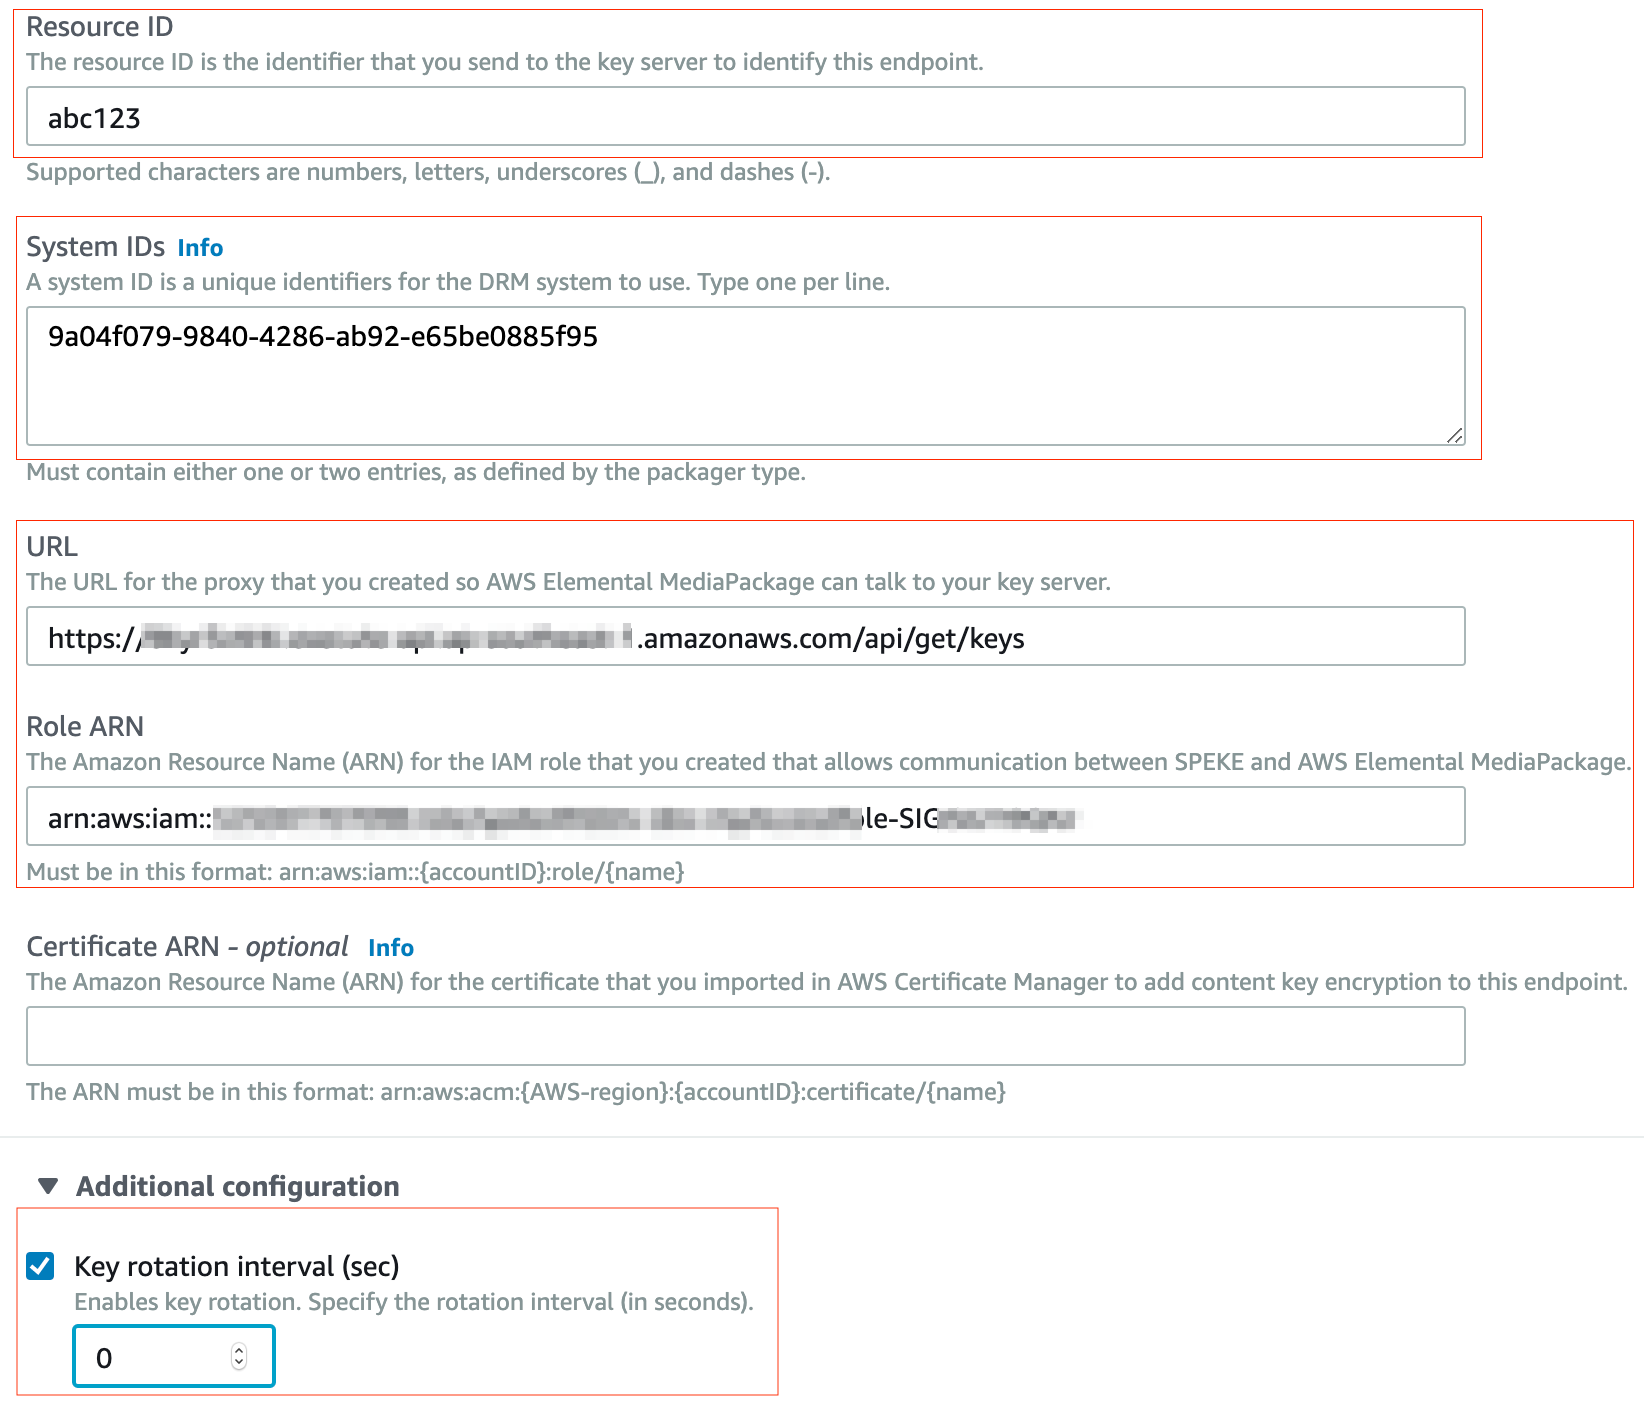 Resource ID
The resource ID is the identifier that you send to the key server to identify this endpoint.
abc123
Supported characters are numbers, letters, underscores (_), and dashes (-).
System IDs Info
A system ID is a unique identifiers for the DRM system to use. Type one per line.
9a04f079-9840-4286-ab92-e65be0885f95
Must contain either one or two entries, as defined by the packager type.
URL
The URL for the proxy that you created so AWS Elemental MediaPackage can talk to your key server.
https:// .amazonaws.com/api/get/keys
Role ARN
The Amazon Resource Name (ARN) for the IAM role that you created that allows communication between SPEKE and AWS Elemental MediaPackage.
arn:aws:iam:: le-SIG
Must be in this format: arn:aws:iam::{accountID}:role/{name}
Certificate ARN - optional Info
The Amazon Resource Name (ARN) for the certificate that you imported in AWS Certificate Manager to add content key encryption to this endpoint.
The ARN must be in this format: arn:aws:acm:{AWS-region}:{accountID}:certificate/{name}
Additional configuration
Key rotation interval (sec)
Enables key rotation. Specify the rotation interval (in seconds).
0